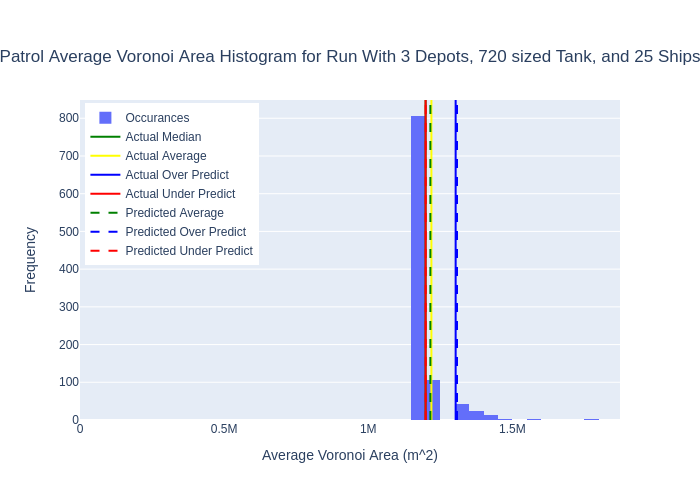 Patrol Average Voronoi Area Histogram for Run With 3 Depots, 720 sized Tank, and 25 Ships
Occurances
Actual Median
Actual Average
Actual Over Predict
Actual Under Predict
Predicted Average
Predicted Over Predict
Predicted Under Predict
800
700
600
500
400
300
200
100
0
Frequency
0
0.5M
1M
1.5M
Average Voronoi Area (m^2)